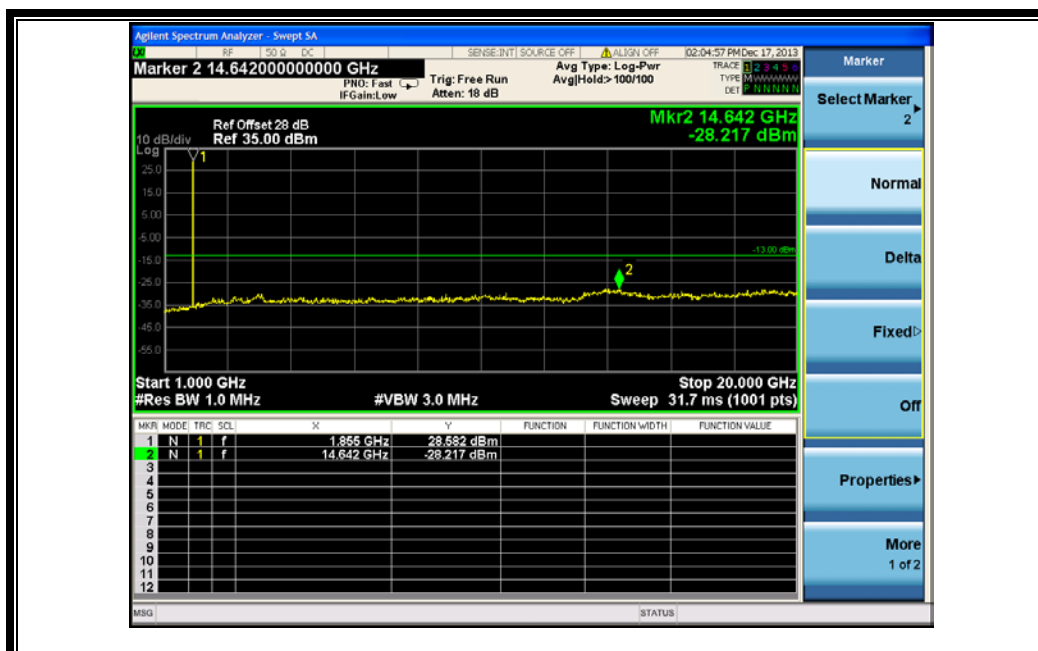 Agilent Spectrum Analyzer - Swept SA
RF 50 Ω DC SENSE:INT SOURCE OFF ALIGN OFF 02:04:57 PM Dec 17, 2013
Marker 2 14.642000000000 GHz
PNO: Fast
IFGain:Low
Trig: Free Run
Atten: 18 dB
Avg Type: Log-Pwr
Avg|Hold:> 100/100
TRACE 1 2 3 4 5 6
TYPE MWWWWW
DET P N N N N N
Mkr2 14.642 GHz
-28.217 dBm
Ref Offset 28 dB
10 dB/div Ref 35.00 dBm
Log
1
25.0
15.0
5.00
-5.00
-13.00 dBm
-15.0
2
-25.0
-35.0
-45.0
-55.0
Start 1.000 GHz Stop 20.000 GHz
#Res BW 1.0 MHz #VBW 3.0 MHz Sweep 31.7 ms (1001 pts)
MKR MODE TRC SCL X Y FUNCTION FUNCTION WIDTH FUNCTION VALUE
1 N 1 f 1.855 GHz 28.582 dBm
2 N 1 f 14.642 GHz -28.217 dBm
3
4
5
6
7
8
9
10
11
12
MSG STATUS
Marker
Select Marker
2
Normal
Delta
Fixed
Off
Properties
More
1 of 2